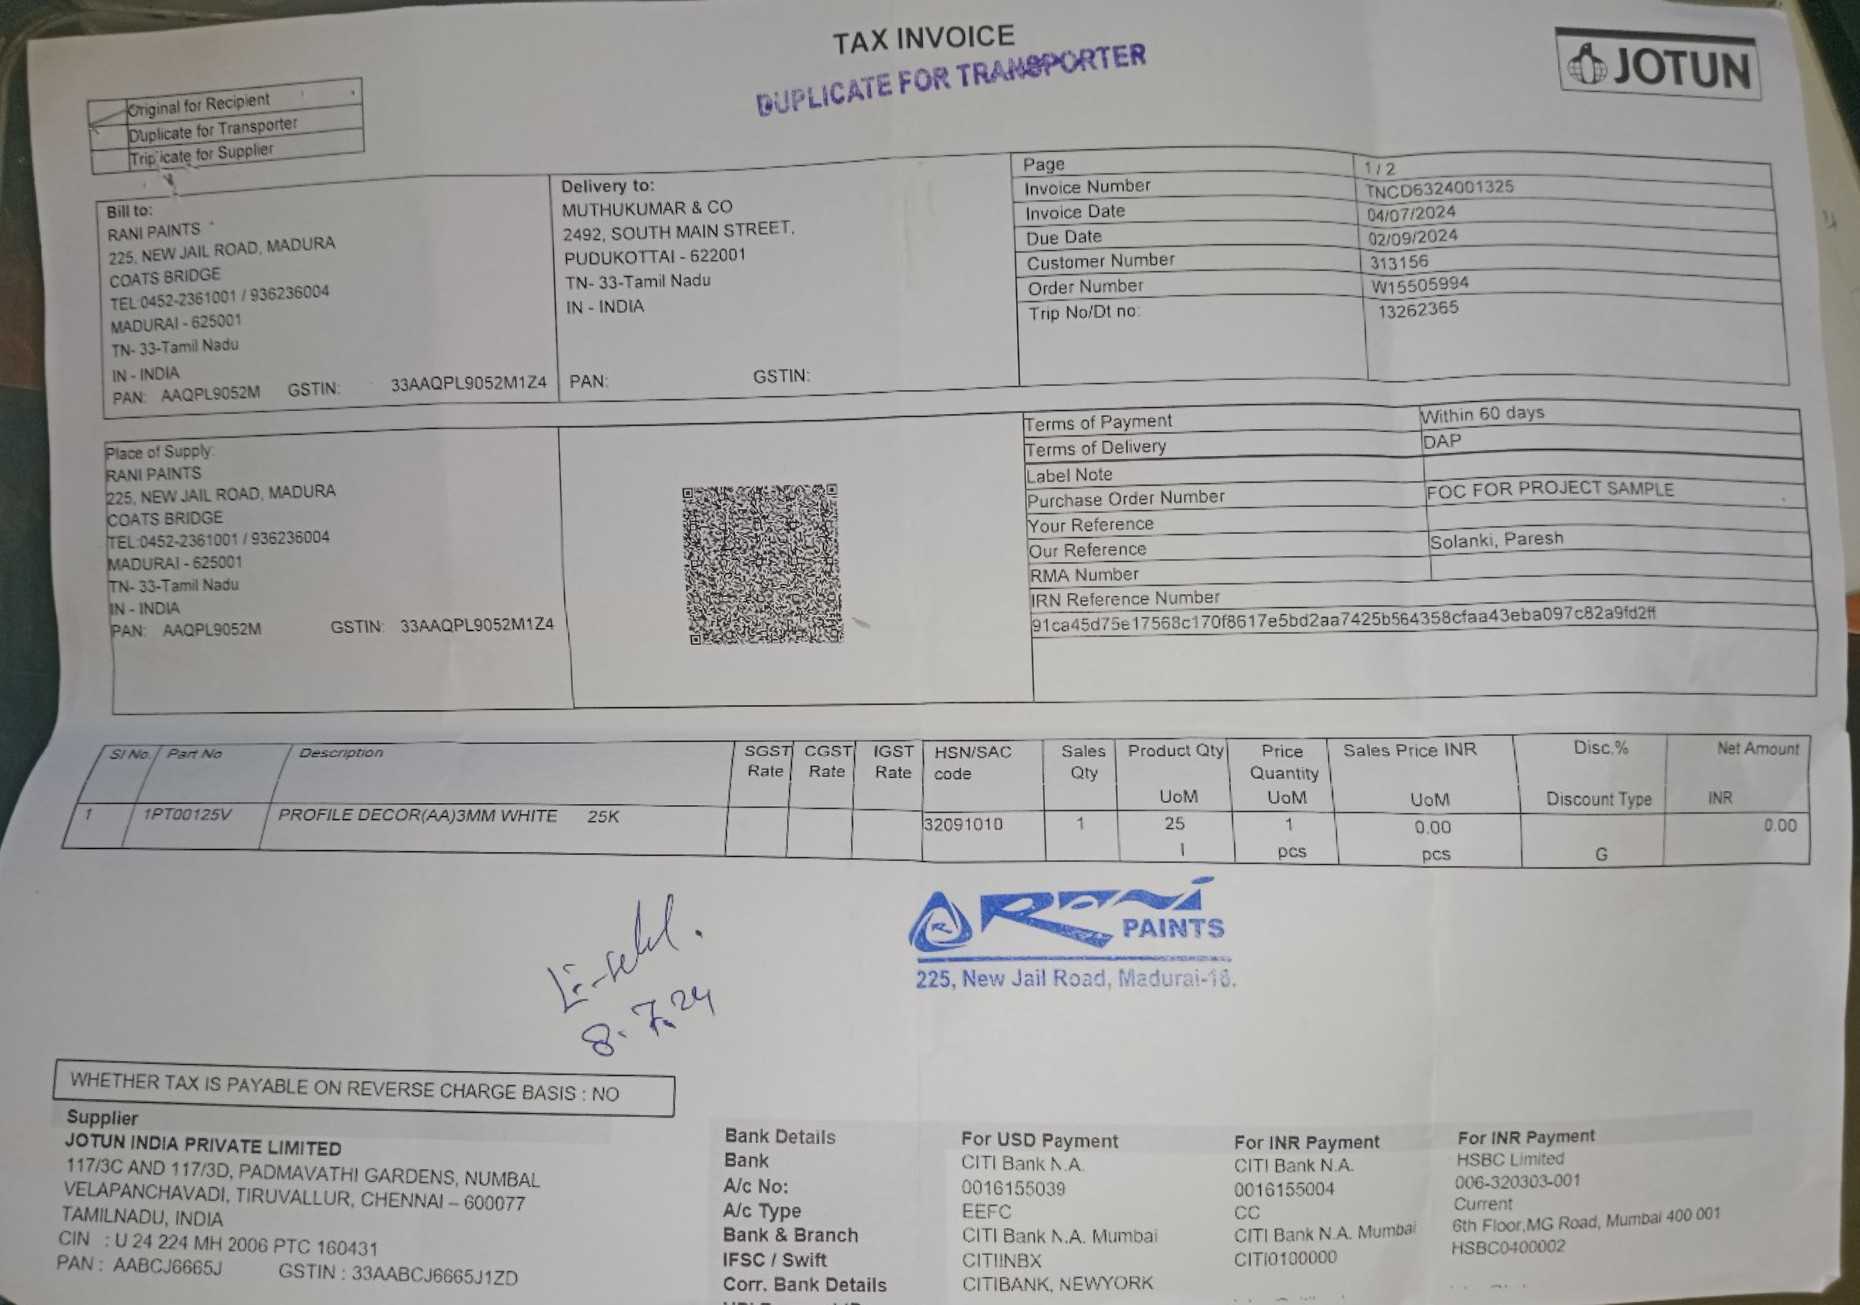 TAX INVOICE
DUPLICATE FOR TRANSPORTER
JOTUN
Original for Recipient
Duplicate for Transporter
Triplicate for Supplier
Bill to:
RANI PAINTS
225, NEW JAIL ROAD, MADURA
COATS BRIDGE
TEL:0452-2361001 / 936236004
MADURAI - 625001
TN- 33-Tamil Nadu
IN - INDIA
PAN: AAQPL9052M GSTIN: 33AAQPL9052M1Z4
Delivery to:
MUTHUKUMAR & CO
2492, SOUTH MAIN STREET,
PUDUKOTTAI - 622001
TN- 33-Tamil Nadu
IN - INDIA
PAN: GSTIN:
Page 1 / 2
Invoice Number TNCD6324001325
Invoice Date 04/07/2024
Due Date 02/09/2024
Customer Number 313156
Order Number W15505994
Trip No/Dt no: 13262365
Place of Supply:
RANI PAINTS
225, NEW JAIL ROAD, MADURA
COATS BRIDGE
TEL:0452-2361001 / 936236004
MADURAI - 625001
TN- 33-Tamil Nadu
IN - INDIA
PAN: AAQPL9052M GSTIN: 33AAQPL9052M1Z4
Terms of Payment Within 60 days
Terms of Delivery DAP
Label Note
Purchase Order Number FOC FOR PROJECT SAMPLE
Your Reference
Our Reference Solanki, Paresh
RMA Number
IRN Reference Number
91ca45d75e17568c170f8617e5bd2aa7425b564358cfaa43eba097c82a9fd2ff
Sl No. Part No Description SGST CGST IGST HSN/SAC Sales Product Qty Price Sales Price INR Disc.% Net Amount
Rate Rate Rate code Qty Quantity
UoM UoM UoM Discount Type INR
1 1PT00125V PROFILE DECOR(AA)3MM WHITE 25K 32091010 1 25 1 0.00 0.00
l pcs pcs G
8.7.24
Rani
PAINTS
225, New Jail Road, Madurai-16.
WHETHER TAX IS PAYABLE ON REVERSE CHARGE BASIS : NO
Supplier
JOTUN INDIA PRIVATE LIMITED
117/3C AND 117/3D, PADMAVATHI GARDENS, NUMBAL
VELAPANCHAVADI, TIRUVALLUR, CHENNAI – 600077
TAMILNADU, INDIA
CIN : U 24 224 MH 2006 PTC 160431
PAN : AABCJ6665J GSTIN : 33AABCJ6665J1ZD
Bank Details For USD Payment For INR Payment For INR Payment
Bank CITI Bank N.A. CITI Bank N.A. HSBC Limited
A/c No: 0016155039 0016155004 006-320303-001
A/c Type EEFC CC Current
Bank & Branch CITI Bank N.A. Mumbai CITI Bank N.A. Mumbai 6th Floor,MG Road, Mumbai 400 001
IFSC / Swift CITIINBX CITI0100000 HSBC0400002
Corr. Bank Details CITIBANK, NEWYORK